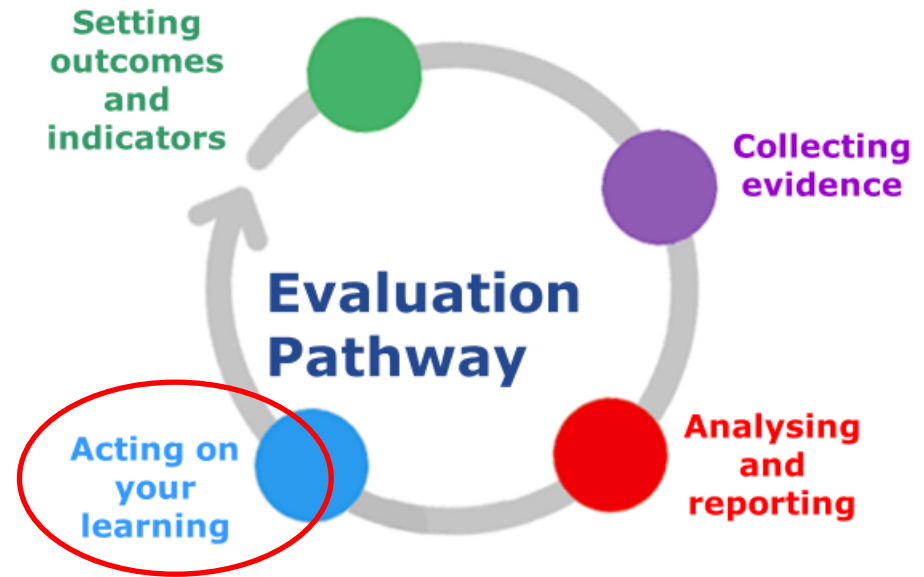 Setting
outcomes
and
indicators
Collecting
evidence
Evaluation
Pathway
Analysing
and
reporting
Acting on
your
learning